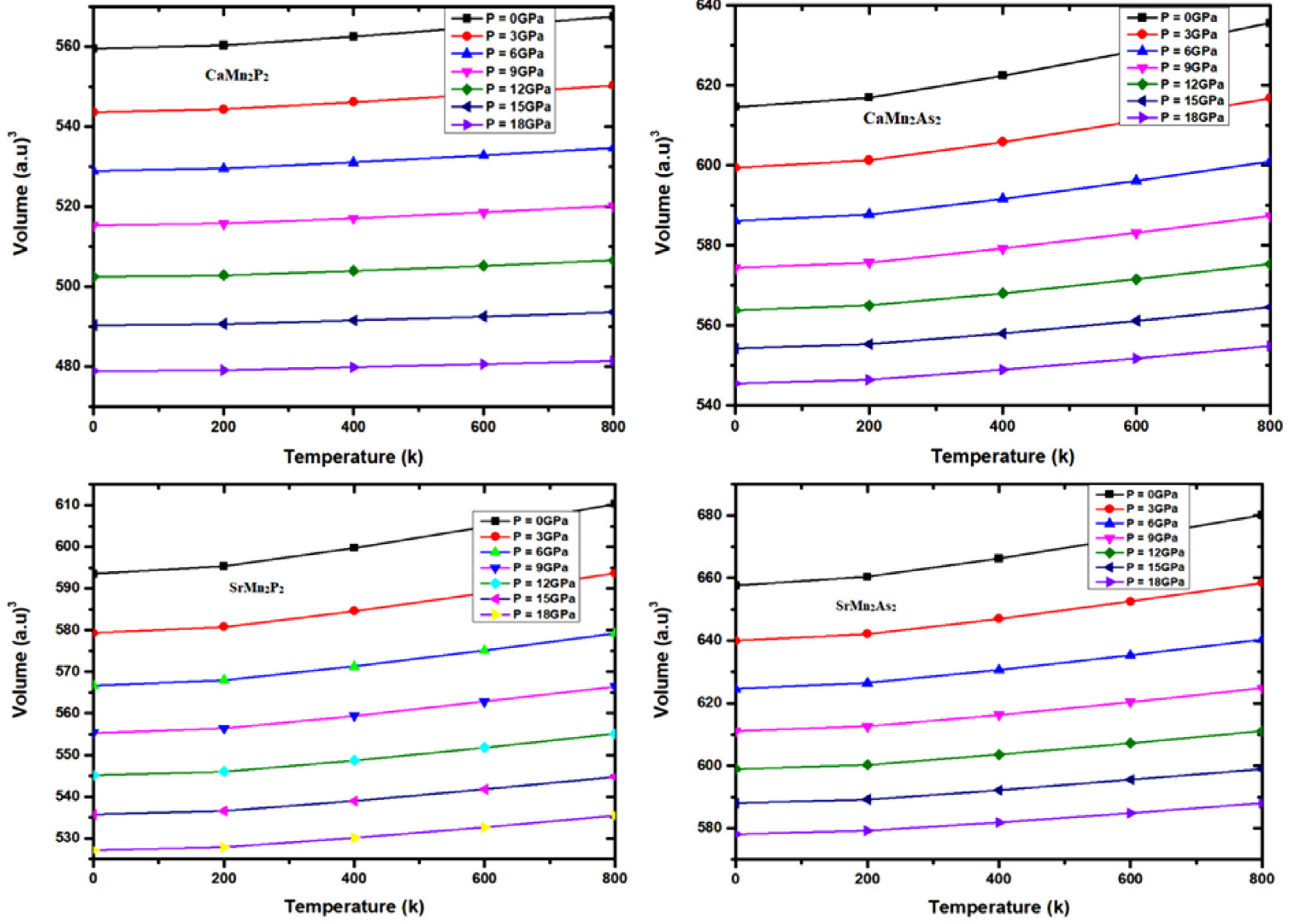 Volume (a.u)³
560
540
520
500
480
0 200 400 600 800
Temperature (k)
CaMn₂P₂
P = 0GPa
P = 3GPa
P = 6GPa
P = 9GPa
P = 12GPa
P = 15GPa
P = 18GPa
Volume (a.u)³
640
620
600
580
560
540
0 200 400 600 800
Temperature (k)
CaMn₂As₂
P = 0GPa
P = 3GPa
P = 6GPa
P = 9GPa
P = 12GPa
P = 15GPa
P = 18GPa
Volume (a.u)³
610
600
590
580
570
560
550
540
530
0 200 400 600 800
Temperature (k)
SrMn₂P₂
P = 0GPa
P = 3GPa
P = 6GPa
P = 9GPa
P = 12GPa
P = 15GPa
P = 18GPa
Volume (a.u)³
680
660
640
620
600
580
0 200 400 600 800
Temperature (k)
SrMn₂As₂
P = 0GPa
P = 3GPa
P = 6GPa
P = 9GPa
P = 12GPa
P = 15GPa
P = 18GPa